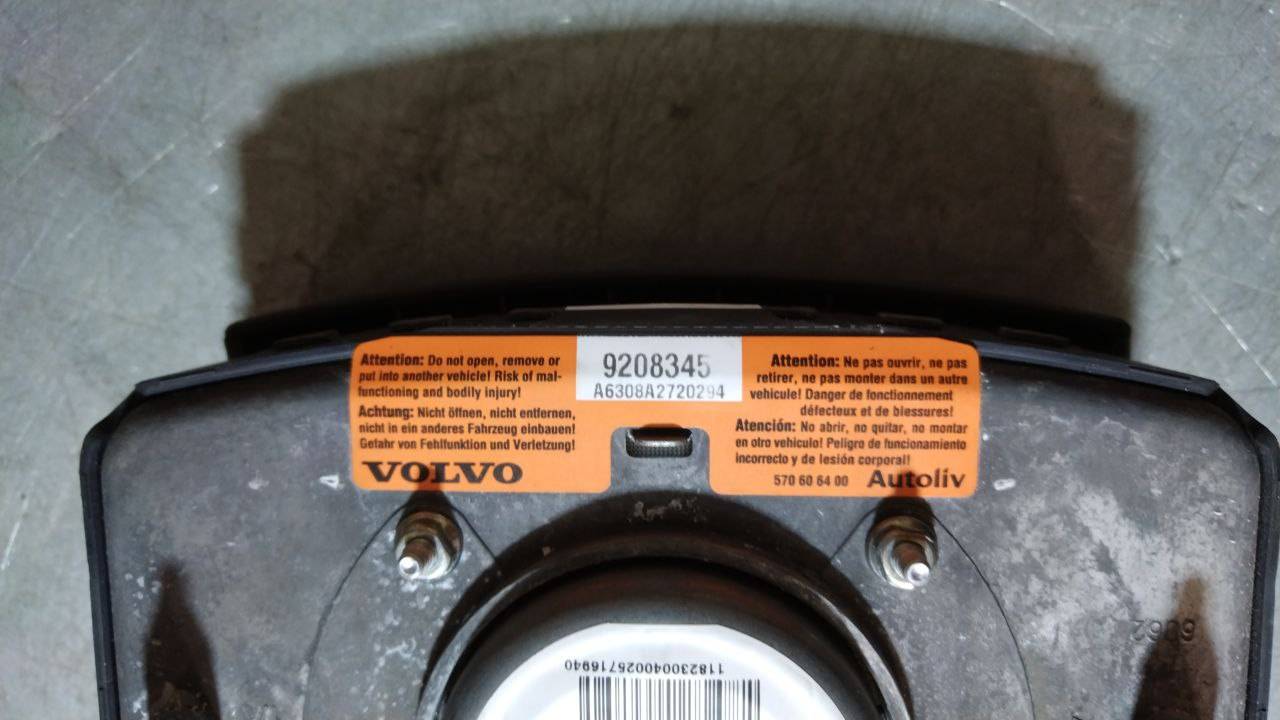 Attention: Do not open, remove or
put into another vehicle! Risk of mal-
functioning and bodily injury!
Achtung: Nicht öffnen, nicht entfernen,
nicht in ein anderes Fahrzeug einbauen!
Gefahr von Fehlfunktion und Verletzung!
VOLVO
9208345
A6308A2720294
Attention: Ne pas ouvrir, ne pas
retirer, ne pas monter dans un autre
vehicule! Danger de fonctionnement
défecteux et de blessures!
Atención: No abrir, no quitar, no montar
en otro vehiculo! Peligro de funcionamiento
incorrecto y de lesión corporal!
570 60 64 00 Autoliv
6062
1182300400257 16940